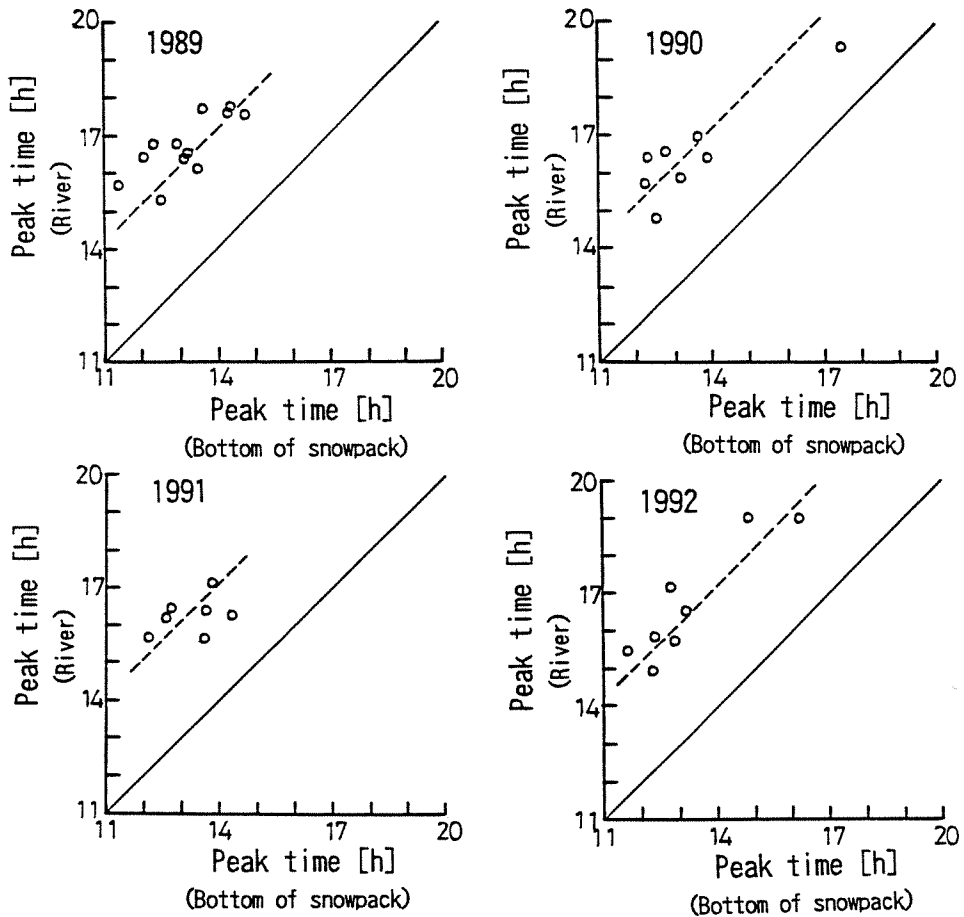 1989
20
17
14
11
Peak time [h]
(River)
11
14
17
20
Peak time [h]
(Bottom of snowpack)
1990
20
17
14
11
Peak time [h]
(River)
11
14
17
20
Peak time [h]
(Bottom of snowpack)
1991
20
17
14
11
Peak time [h]
(River)
11
14
17
20
Peak time [h]
(Bottom of snowpack)
1992
20
17
14
11
Peak time [h]
(River)
11
14
17
20
Peak time [h]
(Bottom of snowpack)